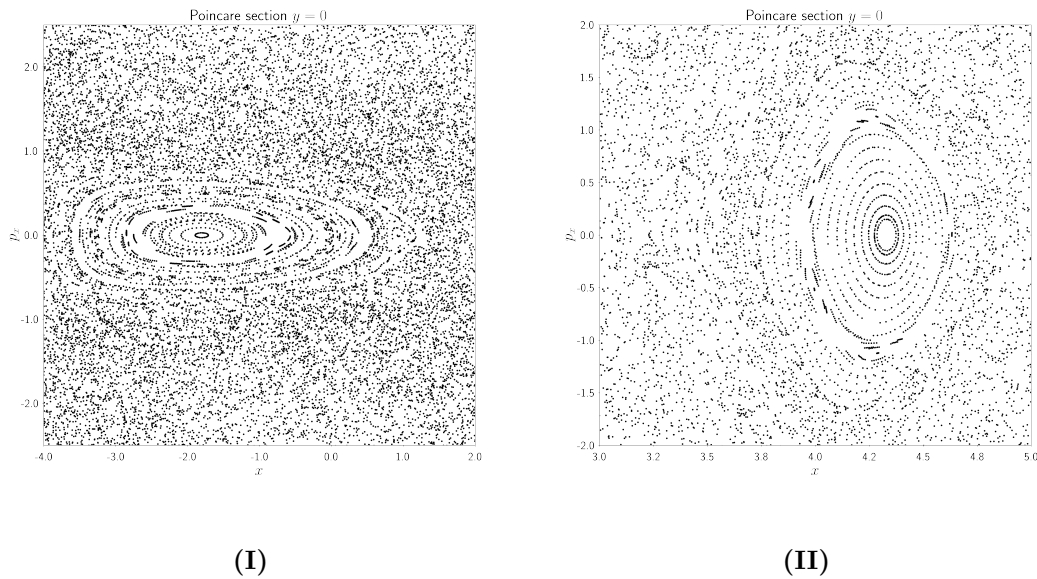 Poincare section y = 0
2.0
1.0
0.0
-1.0
-2.0
-4.0 -3.0 -2.0 -1.0 0.0 1.0 2.0
x
p_x
(I)
Poincare section y = 0
2.0
1.5
1.0
0.5
0.0
-0.5
-1.0
-1.5
-2.0
3.0 3.2 3.5 3.8 4.0 4.2 4.5 4.8 5.0
x
p_x
(II)